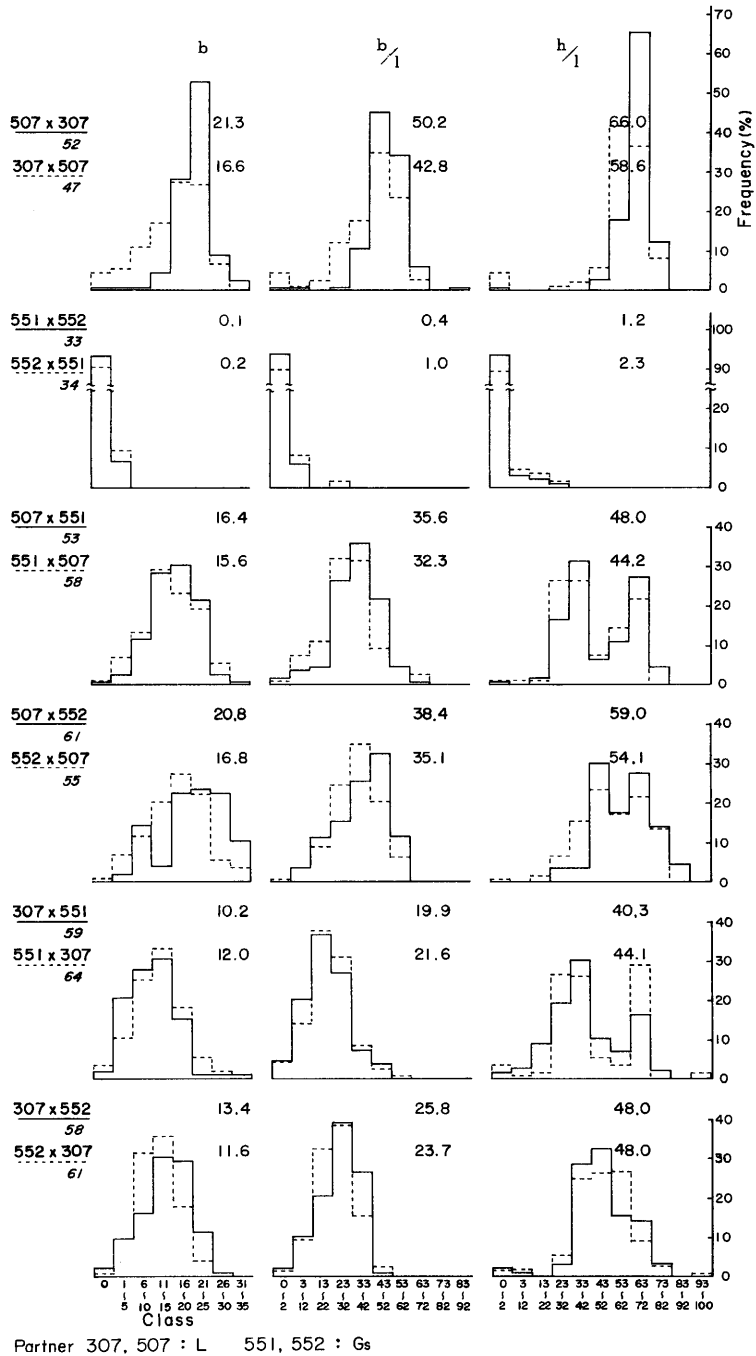 b b/l h/l
70
60
50
40
30
20
10
0
Frequency (%)
507 x 307 21.3 50.2 66.0
52
307 x 507 16.6 42.8 58.6
47
551 x 552 0.1 0.4 1.2
33
552 x 551 0.2 1.0 2.3
34
100
90
20
10
0
507 x 551 16.4 35.6 48.0
53
551 x 507 15.6 32.3 44.2
58
40
30
20
10
0
507 x 552 20.8 38.4 59.0
61
552 x 507 16.8 35.1 54.1
55
40
30
20
10
0
307 x 551 10.2 19.9 40.3
59
551 x 307 12.0 21.6 44.1
64
40
30
20
10
0
307 x 552 13.4 25.8 48.0
58
552 x 307 11.6 23.7 48.0
61
40
30
20
10
0
0 1 6 11 16 21 26 31 0 3 13 23 33 43 53 63 73 83 0 3 13 23 33 43 53 63 73 83 93
5 10 15 20 25 30 35 2 12 22 32 42 52 62 72 82 92 2 12 22 32 42 52 62 72 82 92 100
Class
Partner 307, 507 : L 551, 552 : Gs